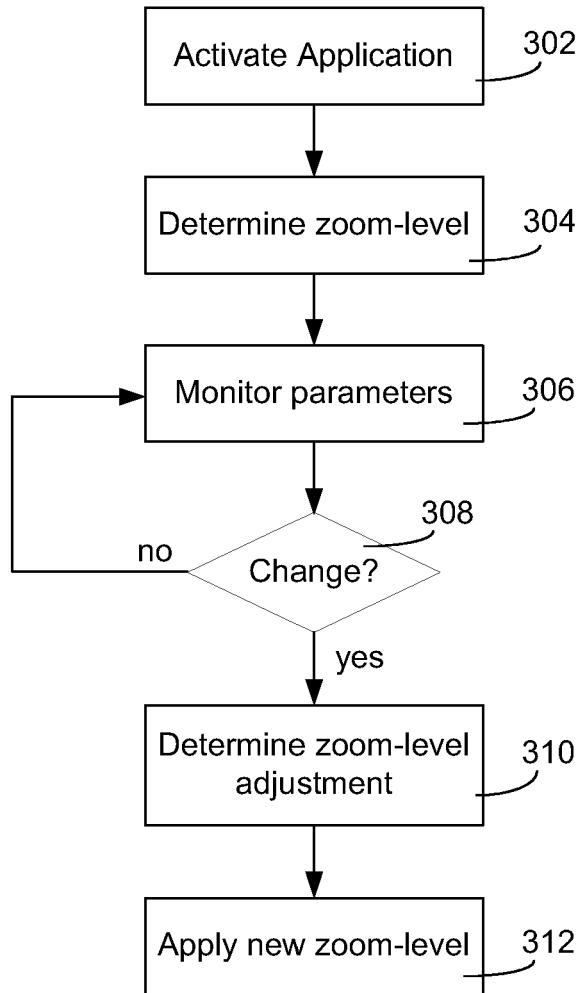 Activate Application
302
Determine zoom-level
304
Monitor parameters
306
308
Change?
no
yes
Determine zoom-level
adjustment
310
Apply new zoom-level
312